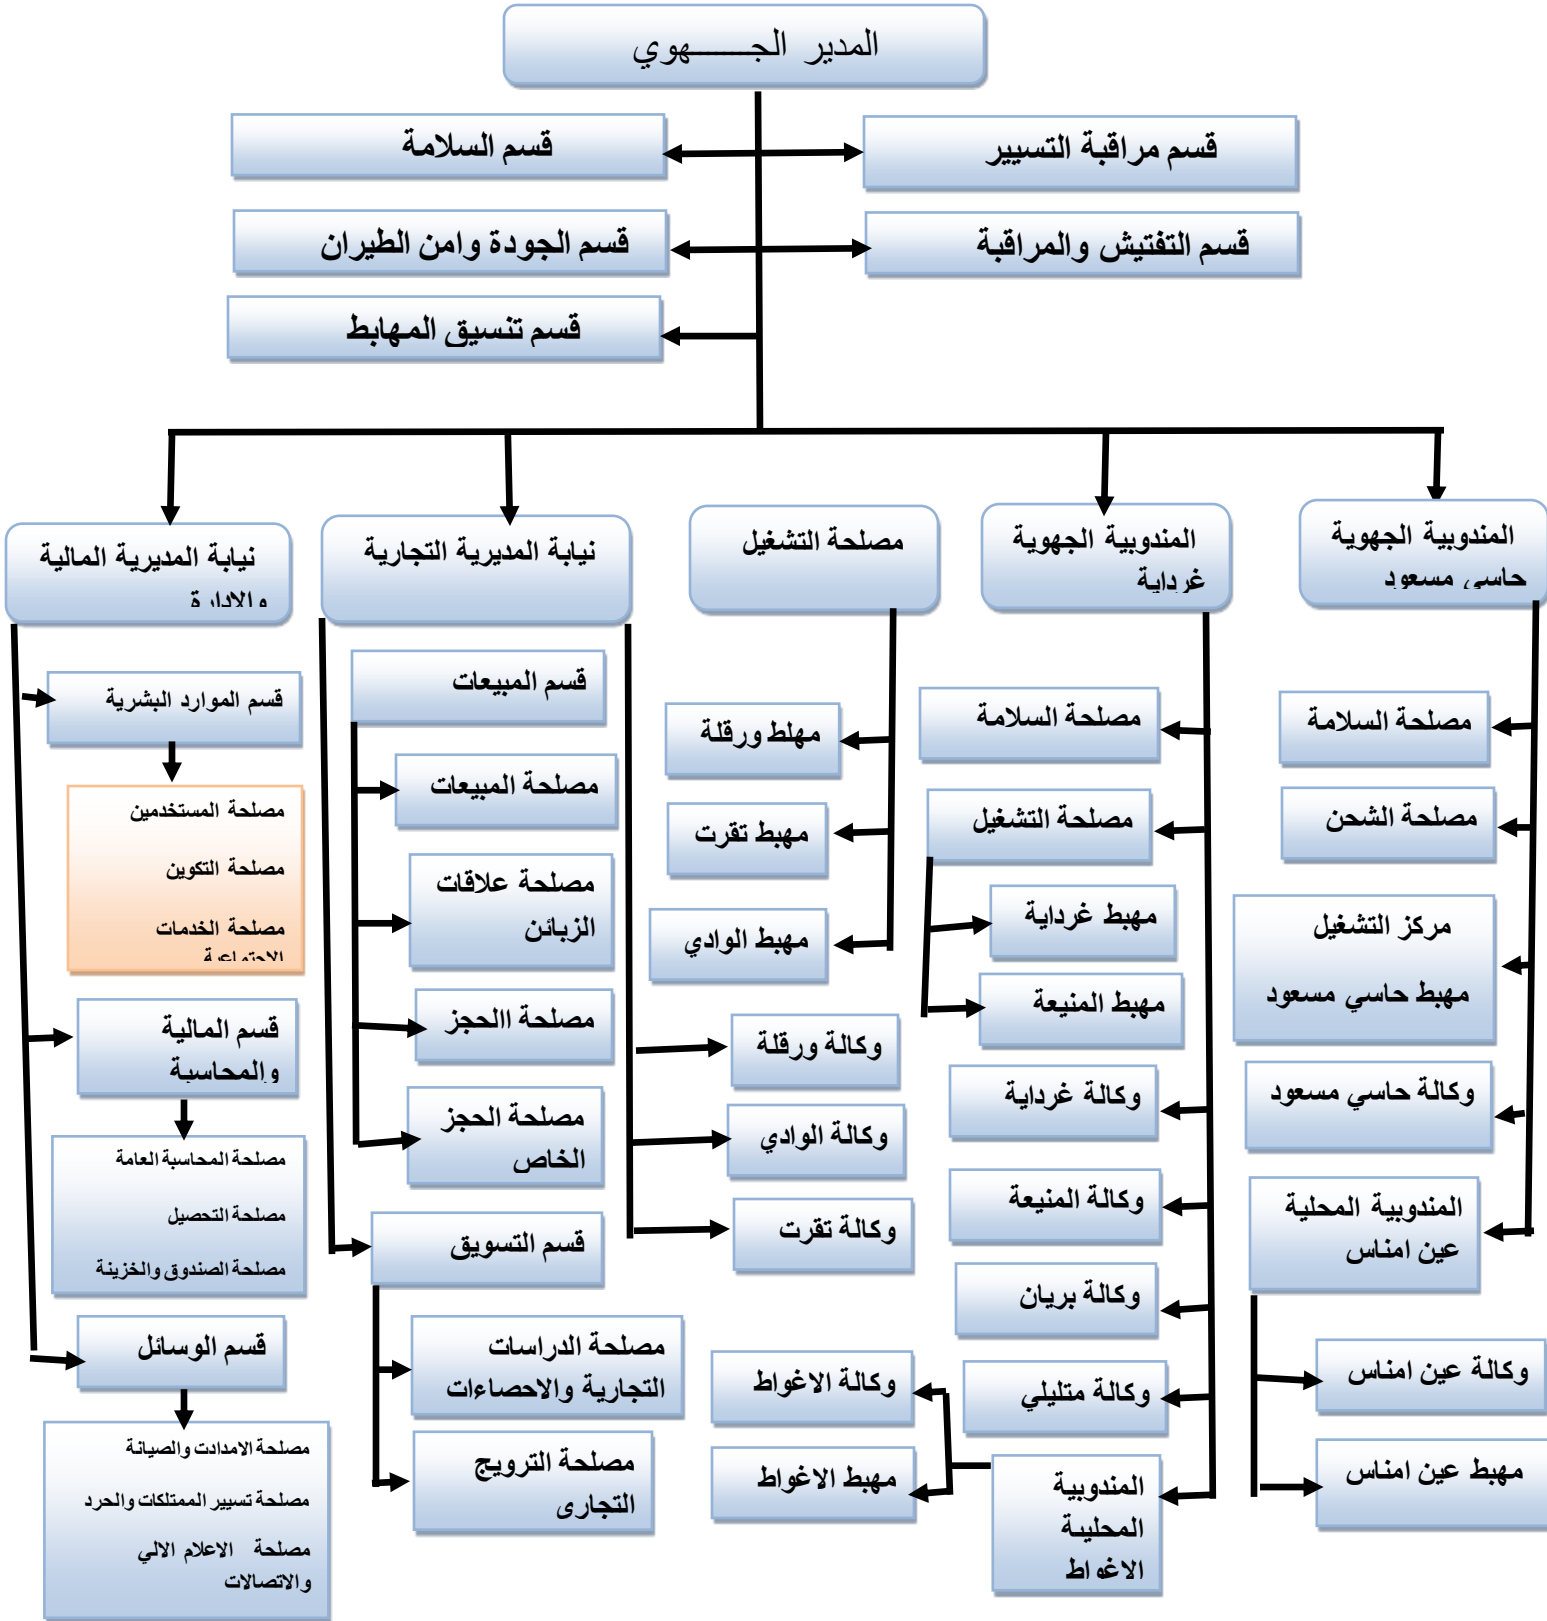 المدير الجـــــــهوي
قسم مراقبة التسيير
قسم السلامة
قسم التفتيش والمراقبة
قسم الجودة وامن الطيران
قسم تنسيق المهابط
المندوبية الجهوية
حاسي مسعود
مصلحة السلامة
مصلحة الشحن
مركز التشغيل
مهبط حاسي مسعود
وكالة حاسي مسعود
المندوبية المحلية
عين امناس
وكالة عين امناس
مهبط عين امناس
المندوبية الجهوية
غرداية
مصلحة السلامة
مصلحة التشغيل
مهبط غرداية
مهبط المنيعة
وكالة غرداية
وكالة المنيعة
وكالة بريان
وكالة متليلي
المندوبية
المحلية
الاغواط
وكالة الاغواط
مهبط الاغواط
مصلحة التشغيل
مهلط ورقلة
مهبط تقرت
مهبط الوادي
نيابة المديرية التجارية
وكالة ورقلة
وكالة الوادي
وكالة تقرت
قسم المبيعات
مصلحة المبيعات
مصلحة علاقات
الزبائن
مصلحة االحجز
مصلحة الحجز
الخاص
قسم التسويق
مصلحة الدراسات
التجارية والاحصاءات
مصلحة الترويج
التجارى
نيابة المديرية المالية
والادارة
قسم الموارد البشرية
مصلحة المستخدمين
مصلحة التكوين
مصلحة الخدمات
الاجتماعية
قسم المالية
والمحاسبة
مصلحة المحاسبة العامة
مصلحة التحصيل
مصلحة الصندوق والخزينة
قسم الوسائل
مصلحة الامدادت والصيانة
مصلحة تسيير الممتلكات والحرد
مصلحة الاعلام الالي
والاتصالات